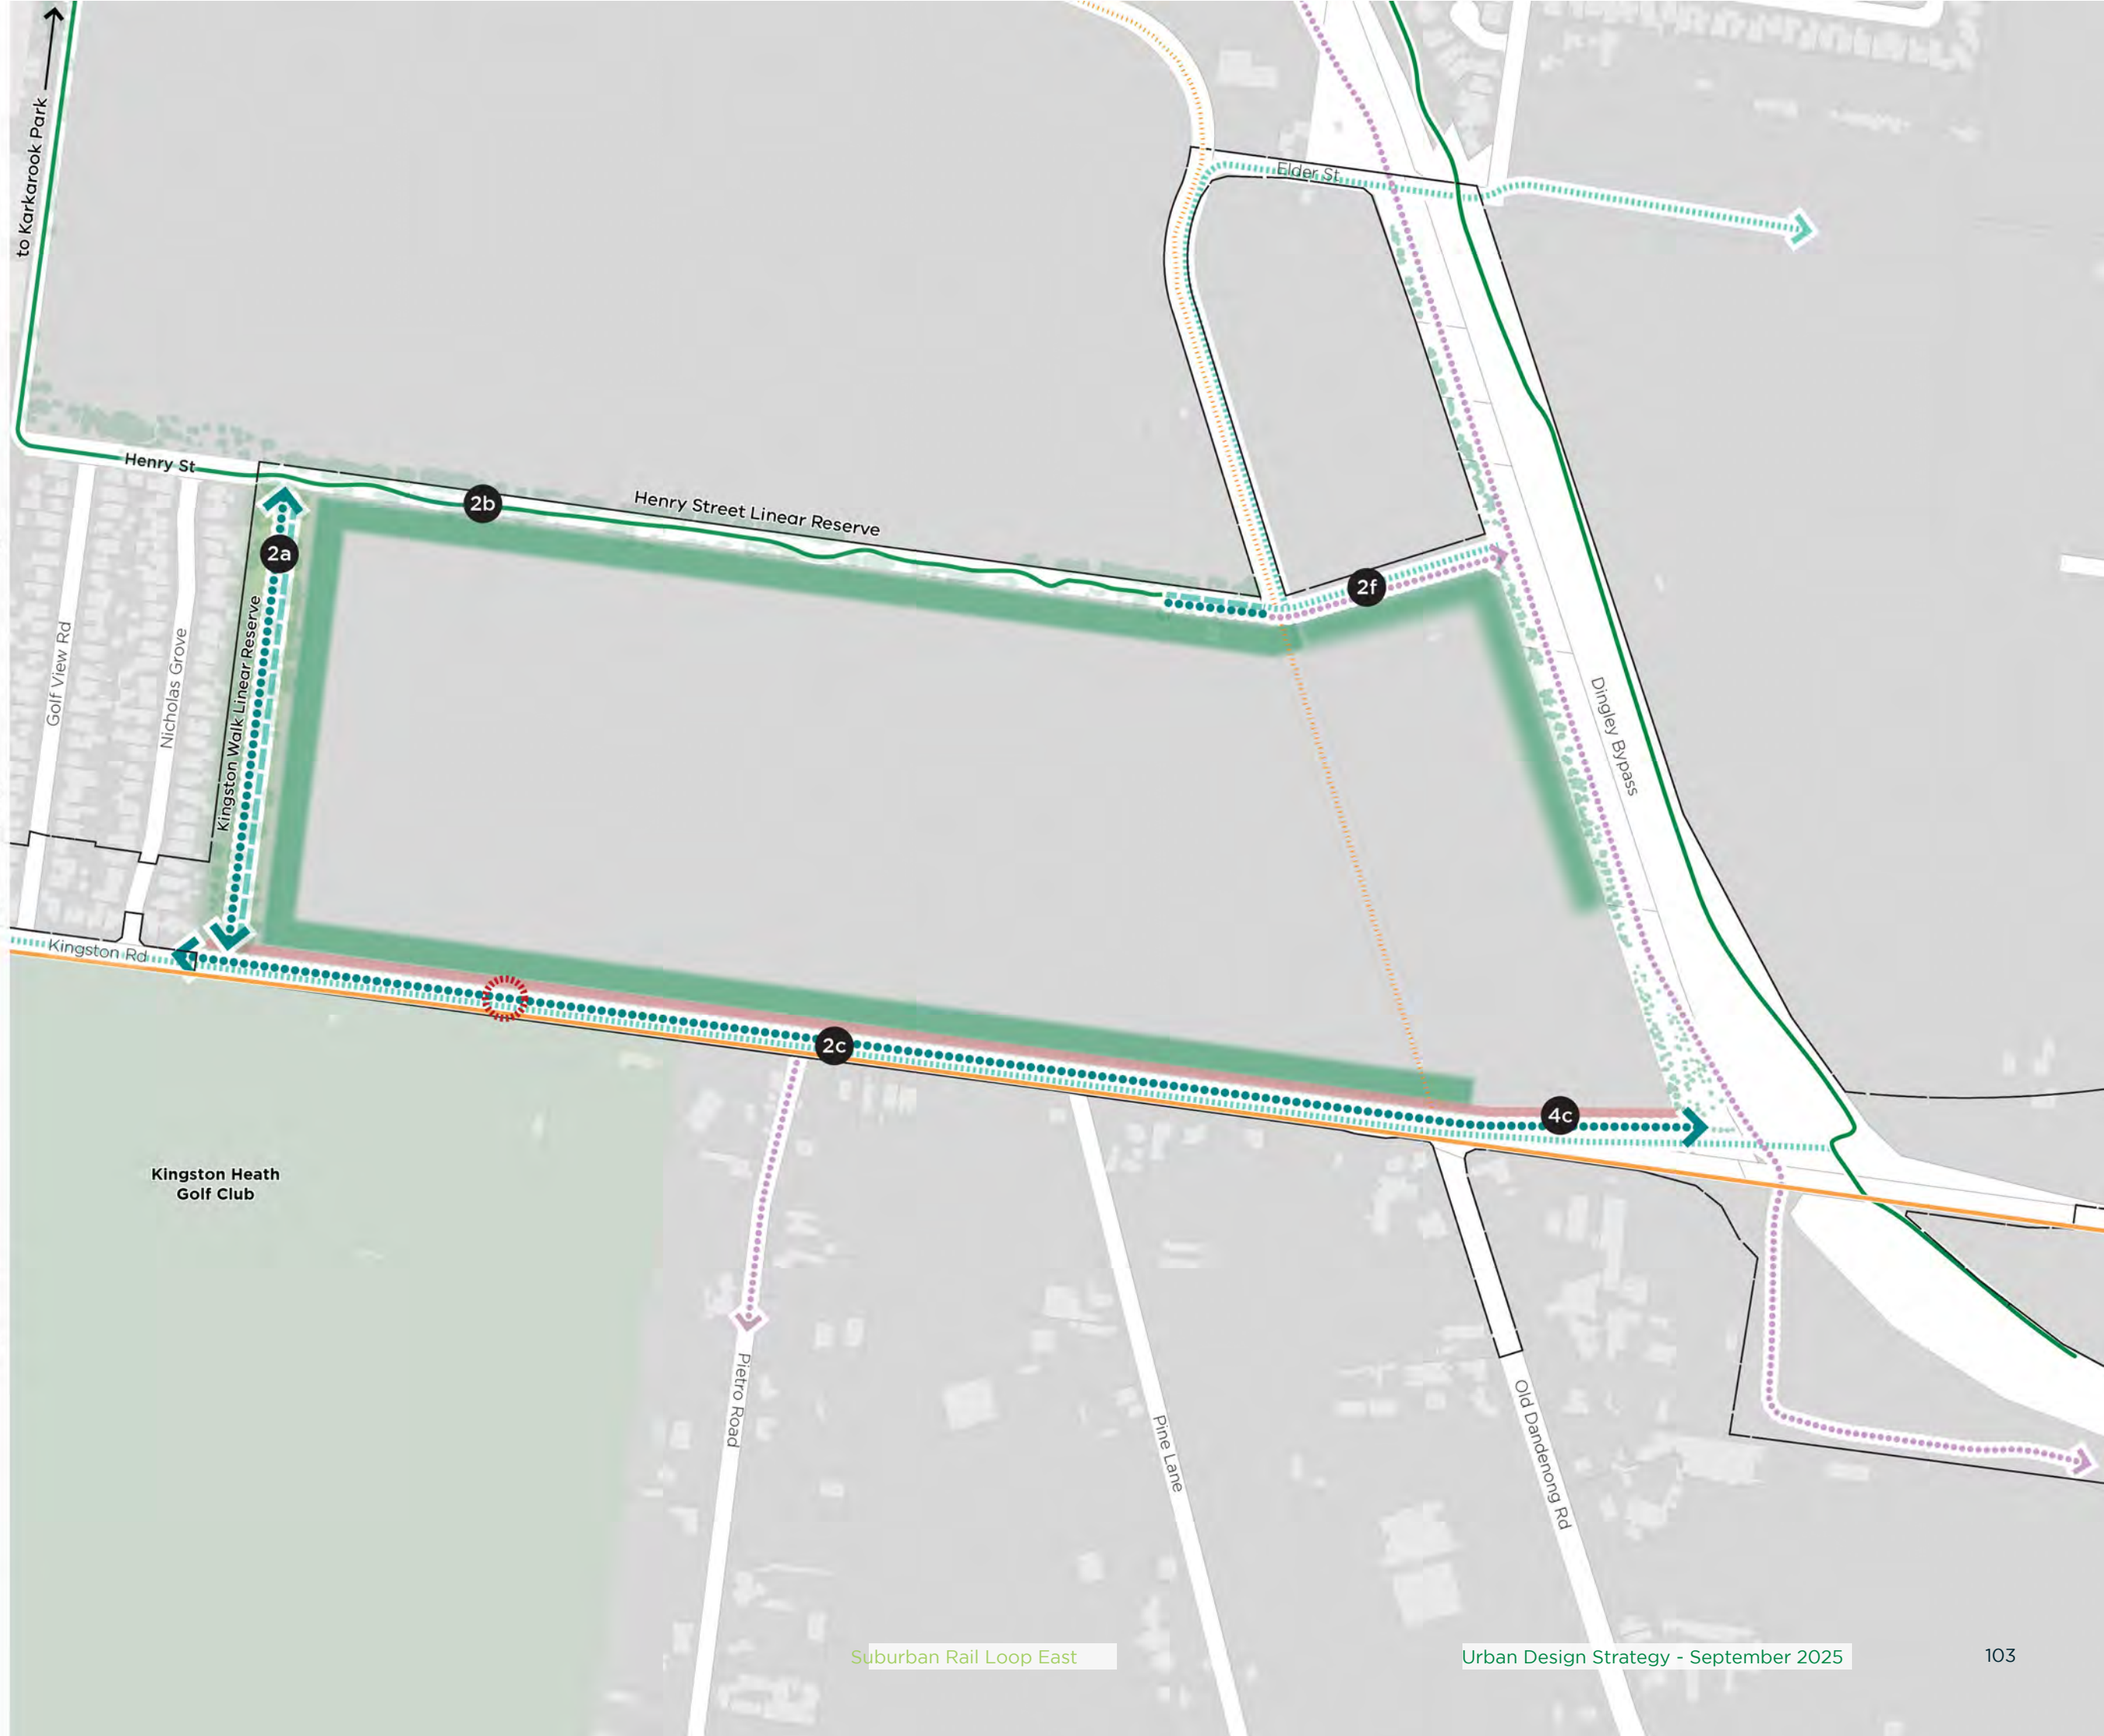 to Karkarook Park
Elder St
Henry St
2b
Henry Street Linear Reserve
2a
2f
Golf View Rd
Nicholas Grove
Kingston Walk Linear Reserve
Dingley Bypass
Kingston Rd
2c
4c
Kingston Heath
Golf Club
Pietro Road
Pine Lane
Old Dandenong Rd
Suburban Rail Loop East
Urban Design Strategy - September 2025
103